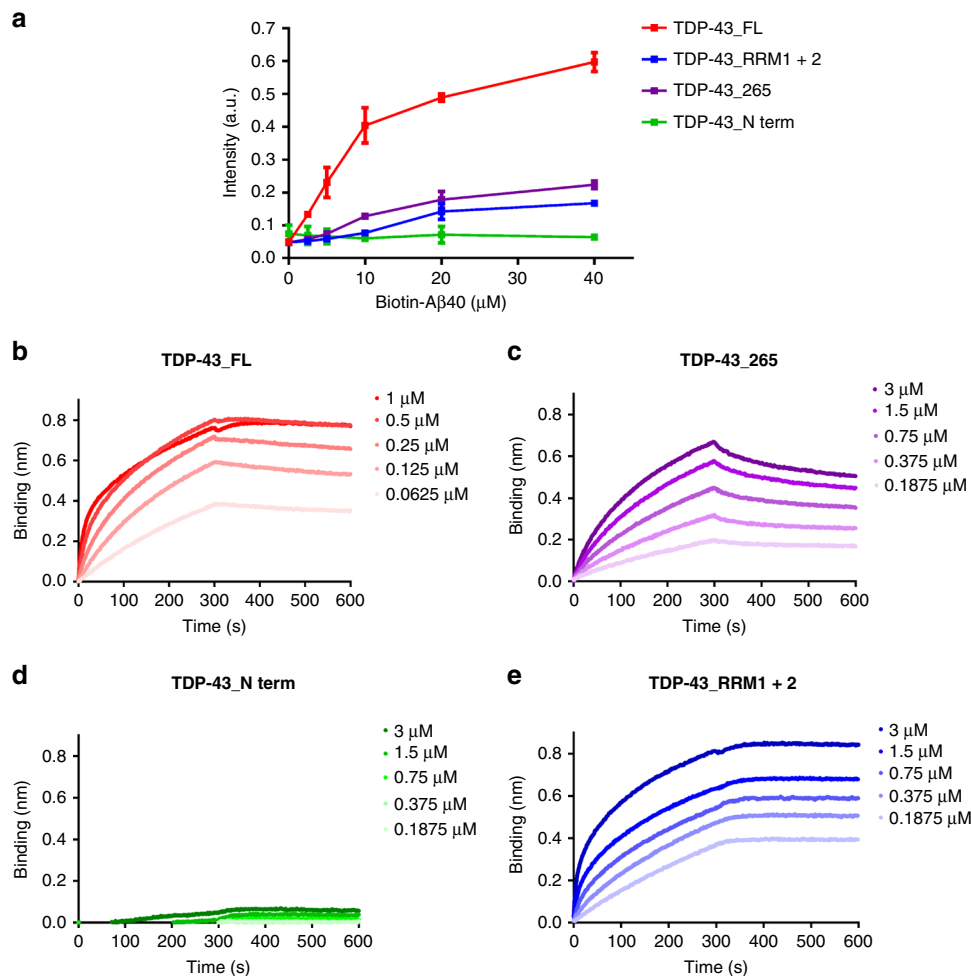 a
0.7
0.6
0.5
0.4
0.3
0.2
0.1
0.0
Intensity (a.u.)
0 10 20 30 40
Biotin-Aβ40 (μM)
TDP-43_FL
TDP-43_RRM1 + 2
TDP-43_265
TDP-43_N term
b
TDP-43_FL
0.8
0.6
0.4
0.2
0.0
Binding (nm)
0 100 200 300 400 500 600
Time (s)
1 μM
0.5 μM
0.25 μM
0.125 μM
0.0625 μM
c
TDP-43_265
0.8
0.6
0.4
0.2
0.0
Binding (nm)
0 100 200 300 400 500 600
Time (s)
3 μM
1.5 μM
0.75 μM
0.375 μM
0.1875 μM
d
TDP-43_N term
0.8
0.6
0.4
0.2
0.0
Binding (nm)
0 100 200 300 400 500 600
Time (s)
3 μM
1.5 μM
0.75 μM
0.375 μM
0.1875 μM
e
TDP-43_RRM1 + 2
0.8
0.6
0.4
0.2
0.0
Binding (nm)
0 100 200 300 400 500 600
Time (s)
3 μM
1.5 μM
0.75 μM
0.375 μM
0.1875 μM